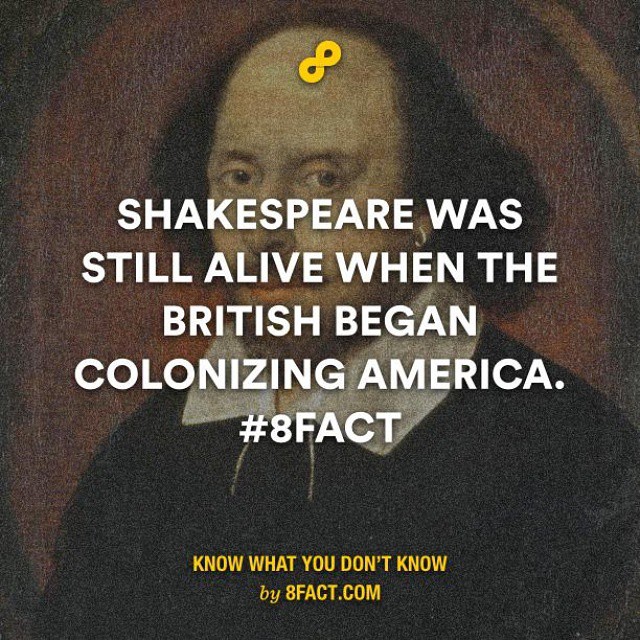 SHAKESPEARE WAS
STILL ALIVE WHEN THE
BRITISH BEGAN
COLONIZING AMERICA.
#8FACT
KNOW WHAT YOU DON'T KNOW
by 8FACT.COM